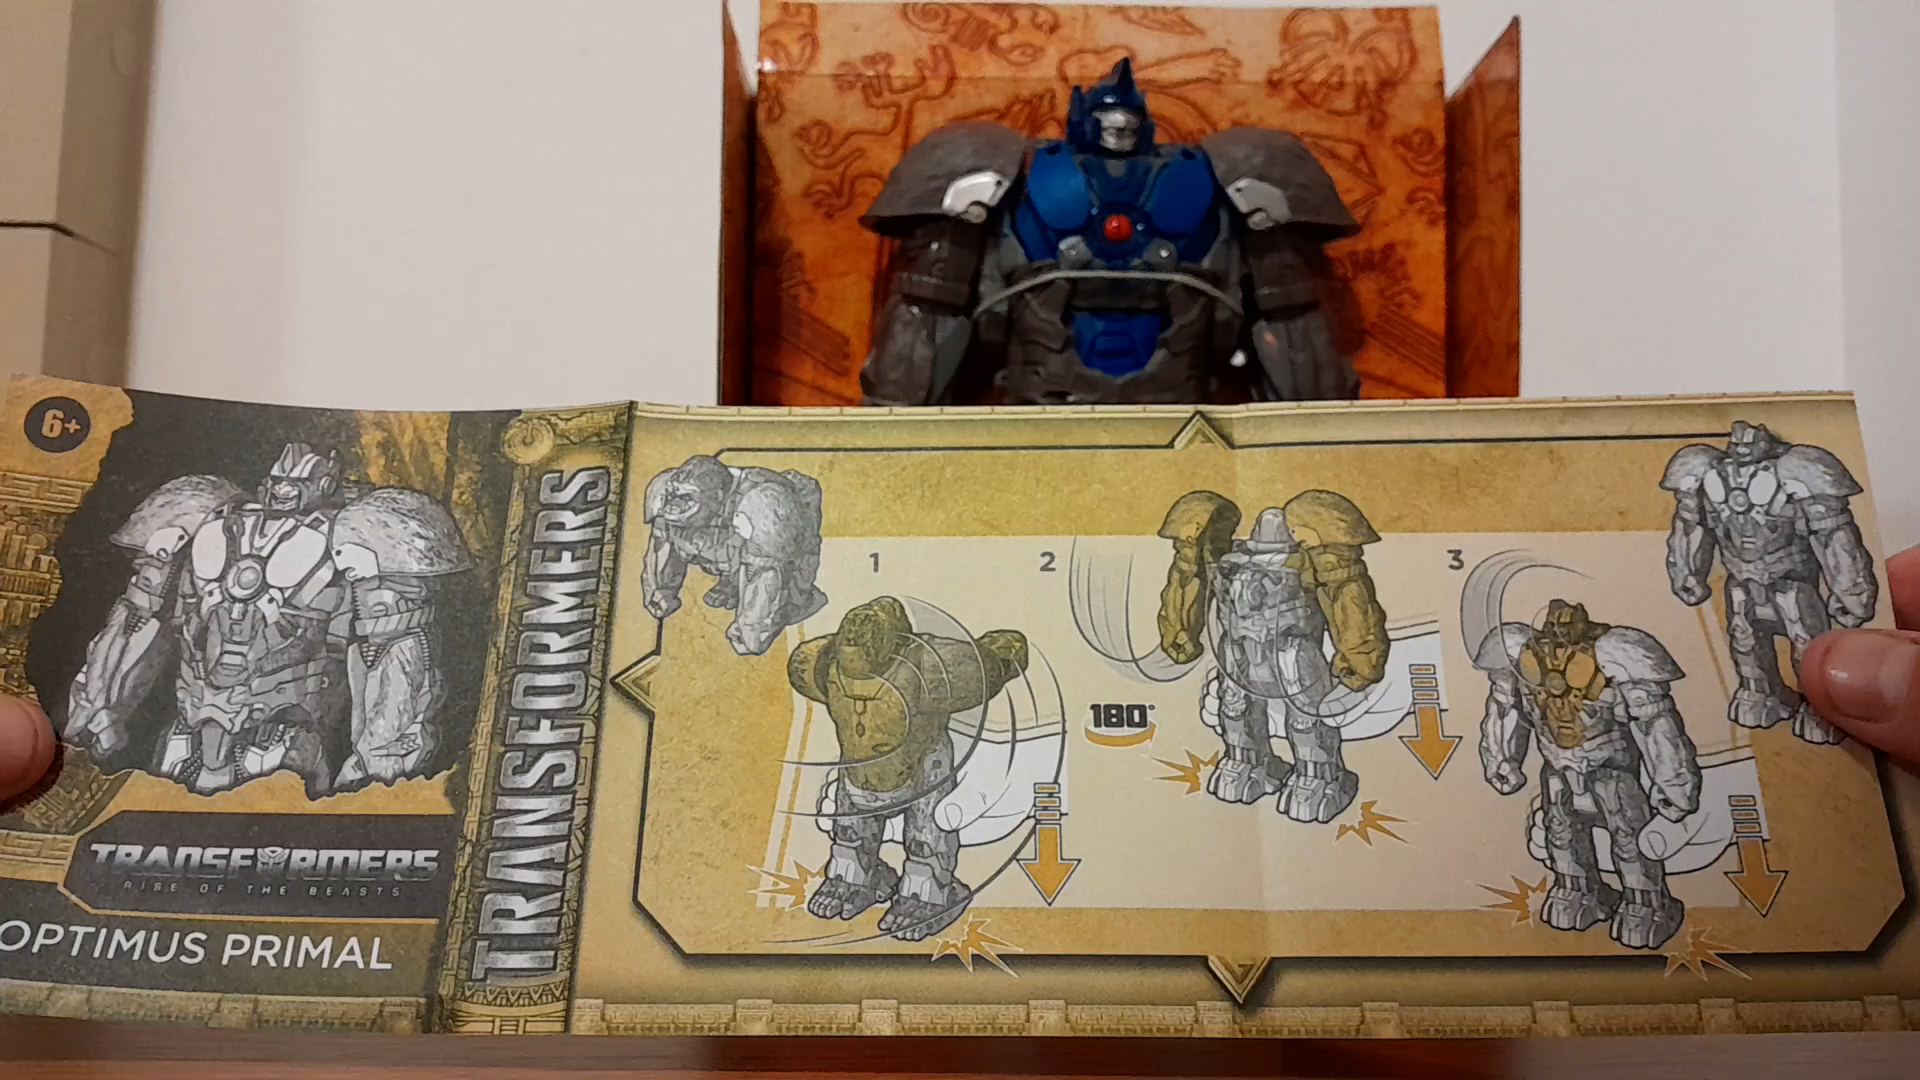 6+
TRANSFORMERS
RISE OF THE BEASTS
OPTIMUS PRIMAL
TRANSFORMERS
1
2
180°
3